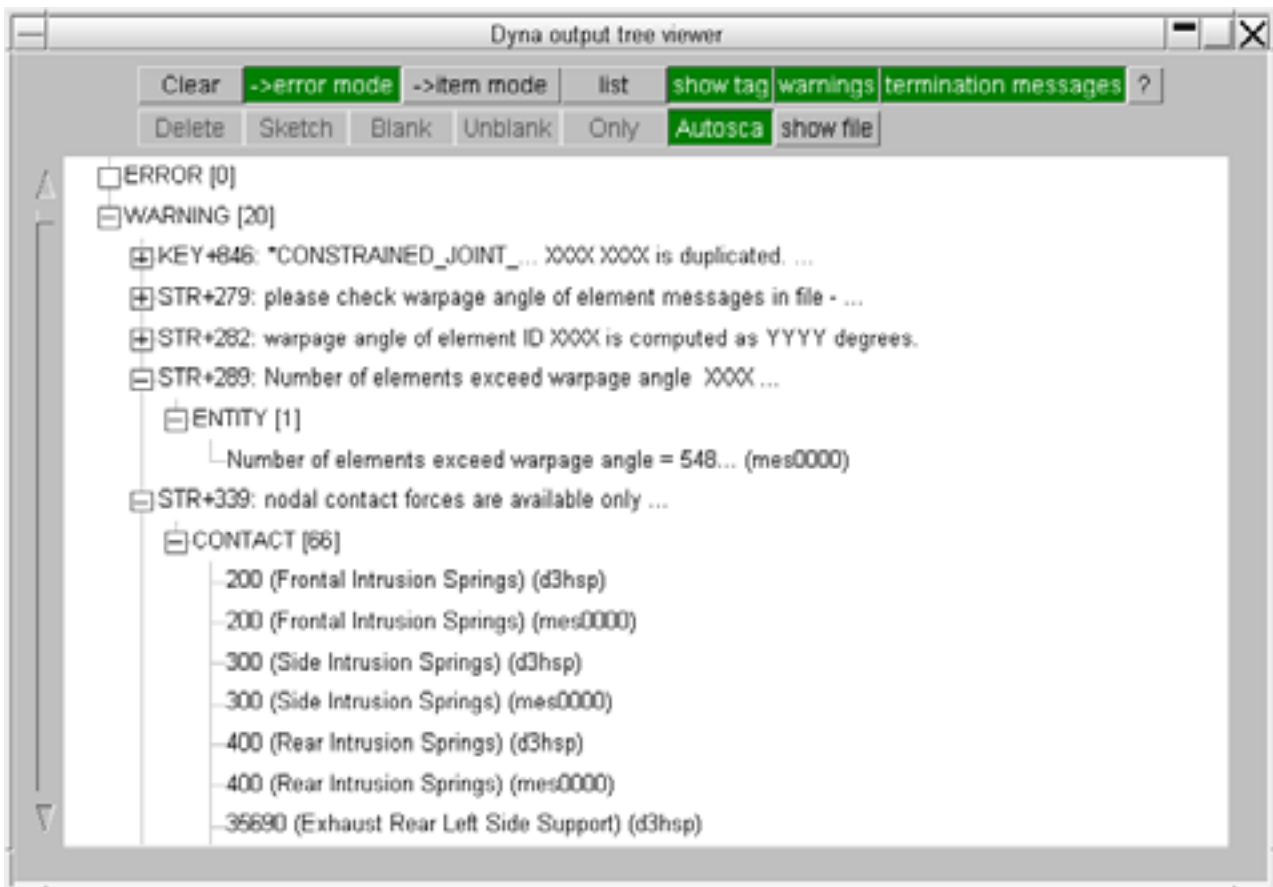 Dyna output tree viewer
Clear ->error mode ->item mode list show tag warnings termination messages ?
Delete Sketch Blank Unblank Only Autosca show file
ERROR [0]
WARNING [20]
KEY+846: *CONSTRAINED_JOINT_... XXXX XXXX is duplicated. ...
STR+279: please check warpage angle of element messages in file - ...
STR+282: warpage angle of element ID XXXX is computed as YYYY degrees.
STR+289: Number of elements exceed warpage angle XXXX ...
ENTITY [1]
Number of elements exceed warpage angle = 548... (mes0000)
STR+339: nodal contact forces are available only ...
CONTACT [66]
200 (Frontal Intrusion Springs) (d3hsp)
200 (Frontal Intrusion Springs) (mes0000)
300 (Side Intrusion Springs) (d3hsp)
300 (Side Intrusion Springs) (mes0000)
400 (Rear Intrusion Springs) (d3hsp)
400 (Rear Intrusion Springs) (mes0000)
35690 (Exhaust Rear Left Side Support) (d3hsp)